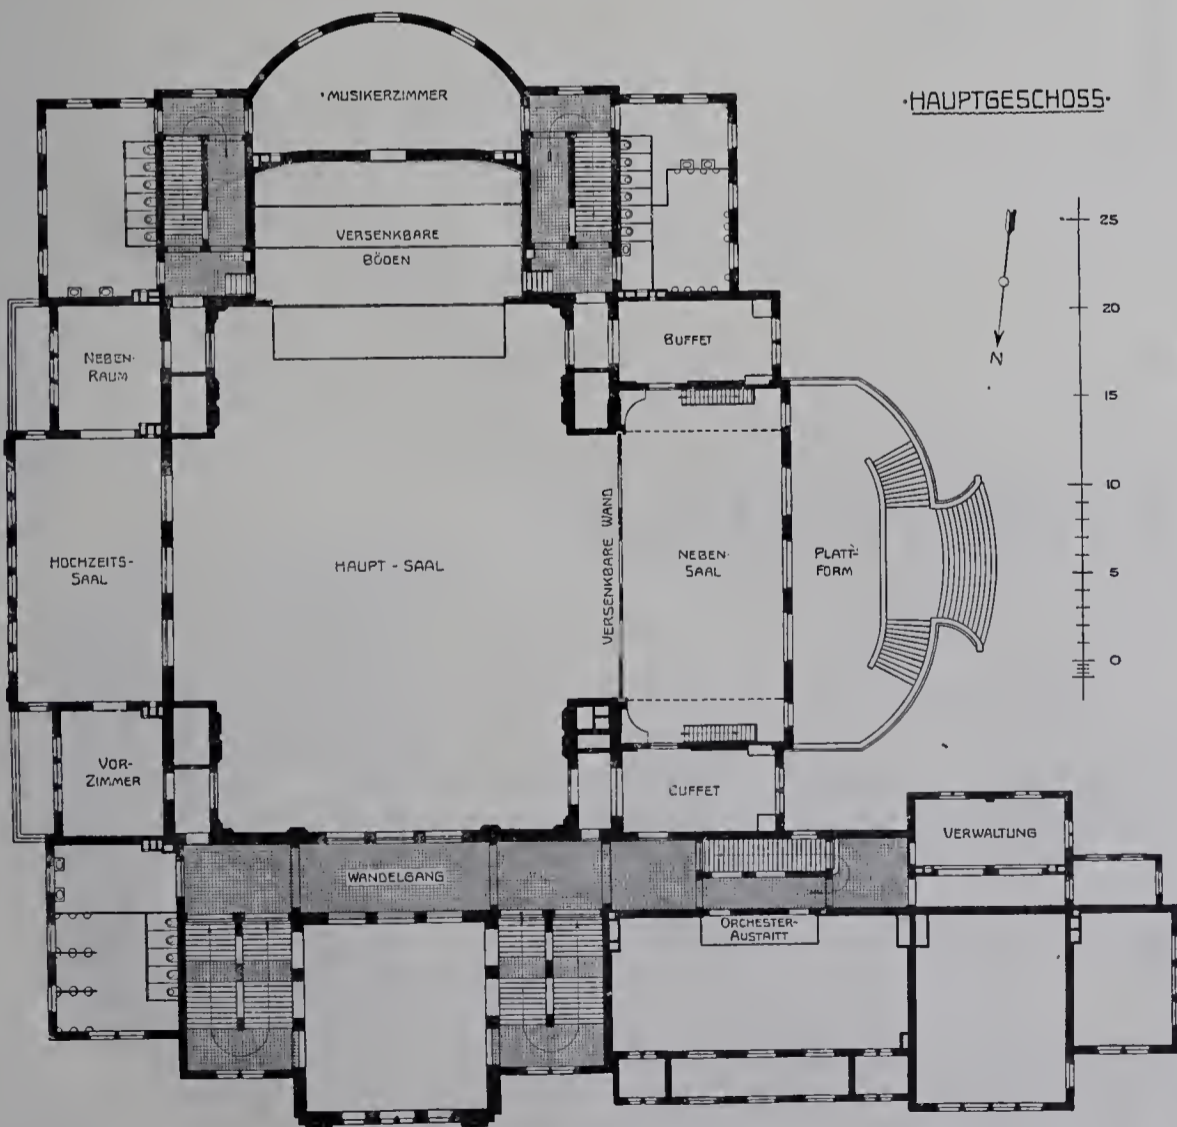 ·HAUPTGESCHOSS·
·MUSIKERZIMMER
VERSENKBARE
BÖDEN
25
20
15
10
5
0
N
NEBEN-
RAUM
BUFFET
HOCHZEITS-
SAAL
HAUPT - SAAL
VERSENKBARE WAND
NEBEN-
SAAL
PLATT-
FORM
VOR-
ZIMMER
CUFFET
VERWALTUNG
WANDELGANG
ORCHESTER-
AUSTRITT